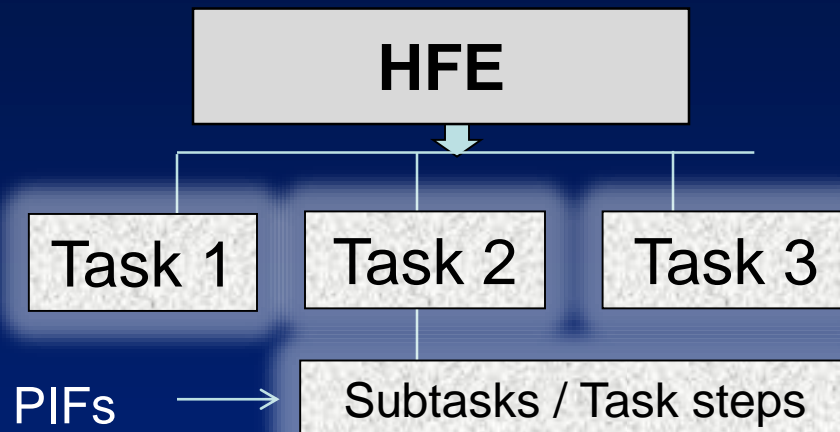 HFE
Task 1
Task 2
Task 3
PIFs
Subtasks / Task steps